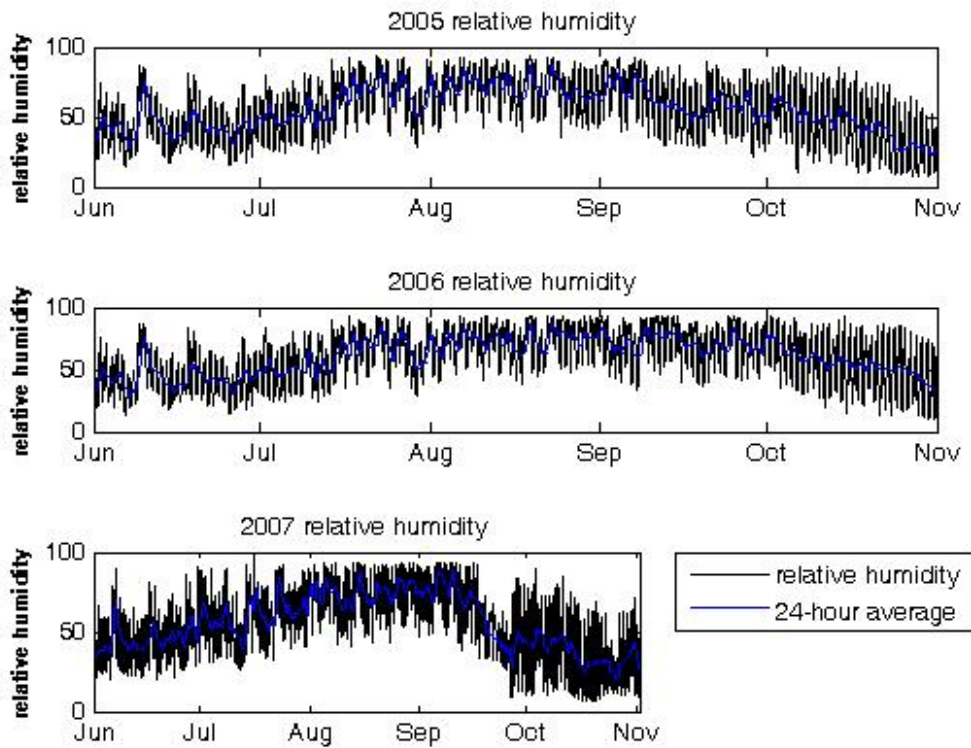 2005 relative humidity
relative humidity
100
50
0
Jun Jul Aug Sep Oct Nov
2006 relative humidity
relative humidity
100
50
0
Jun Jul Aug Sep Oct Nov
2007 relative humidity
relative humidity
100
50
0
Jun Jul Aug Sep Oct Nov
relative humidity
24-hour average